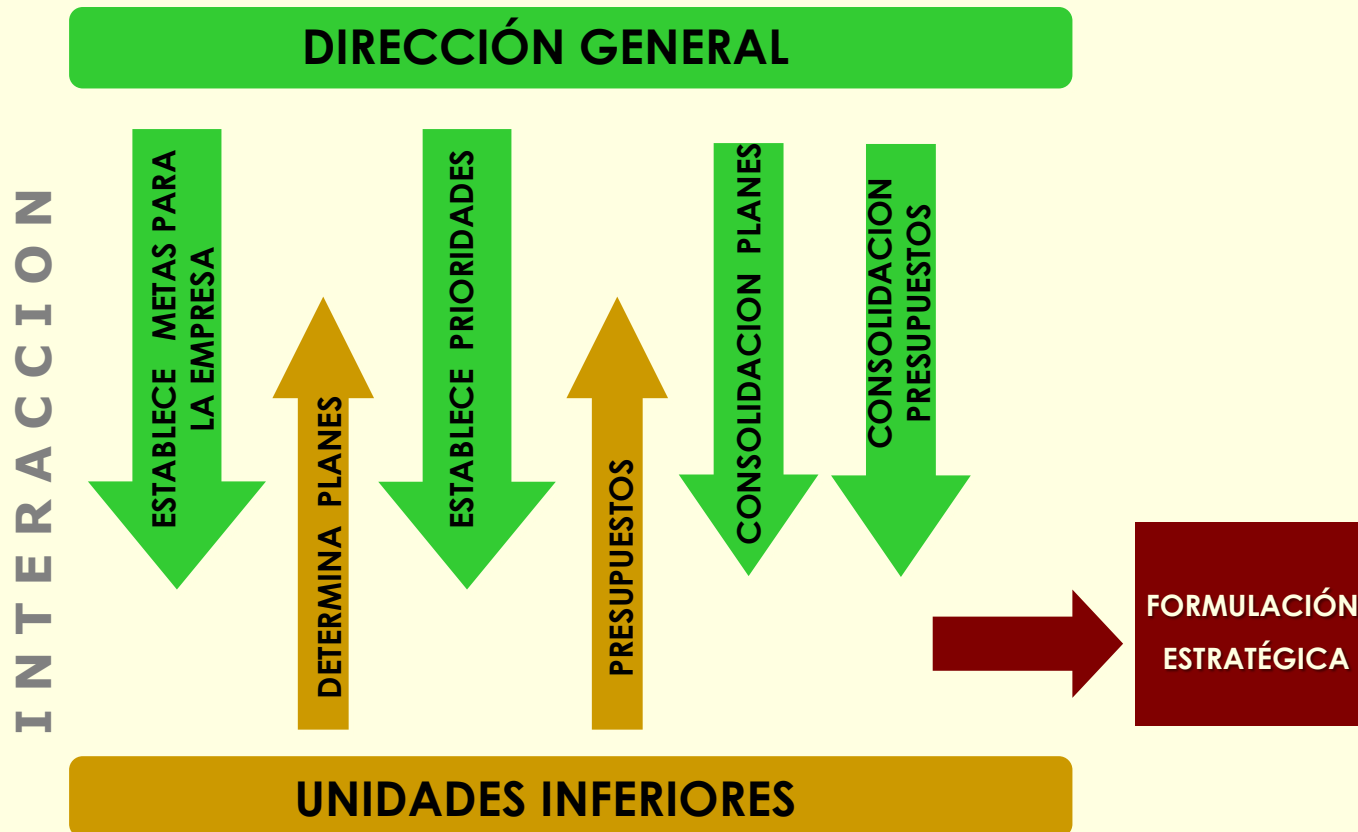 DIRECCIÓN GENERAL
INTERACCION
ESTABLECE METAS PARA
LA EMPRESA
DETERMINA PLANES
ESTABLECE PRIORIDADES
PRESUPUESTOS
CONSOLIDACION PLANES
CONSOLIDACION
PRESUPUESTOS
FORMULACIÓN
ESTRATÉGICA
UNIDADES INFERIORES